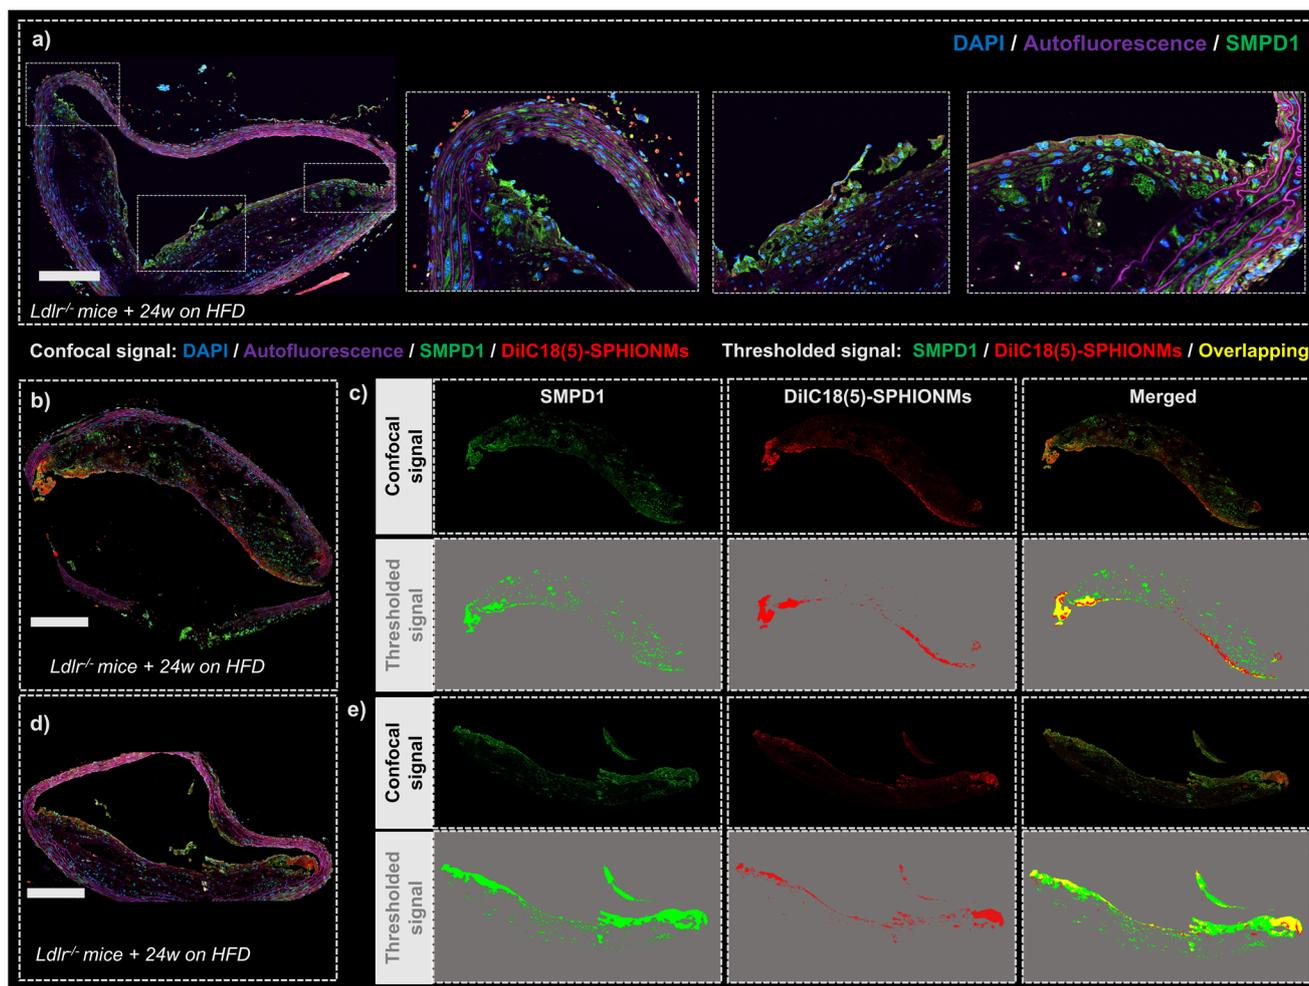 a)
DAPI / Autofluorescence / SMPD1
Ldlr-/- mice + 24w on HFD
Confocal signal: DAPI / Autofluorescence / SMPD1 / DiIC18(5)-SPHIONMs
Thresholded signal: SMPD1 / DiIC18(5)-SPHIONMs / Overlapping
b)
Ldlr-/- mice + 24w on HFD
c)
SMPD1
DiIC18(5)-SPHIONMs
Merged
Confocal
signal
Thresholded
signal
d)
Ldlr-/- mice + 24w on HFD
e)
Confocal
signal
Thresholded
signal